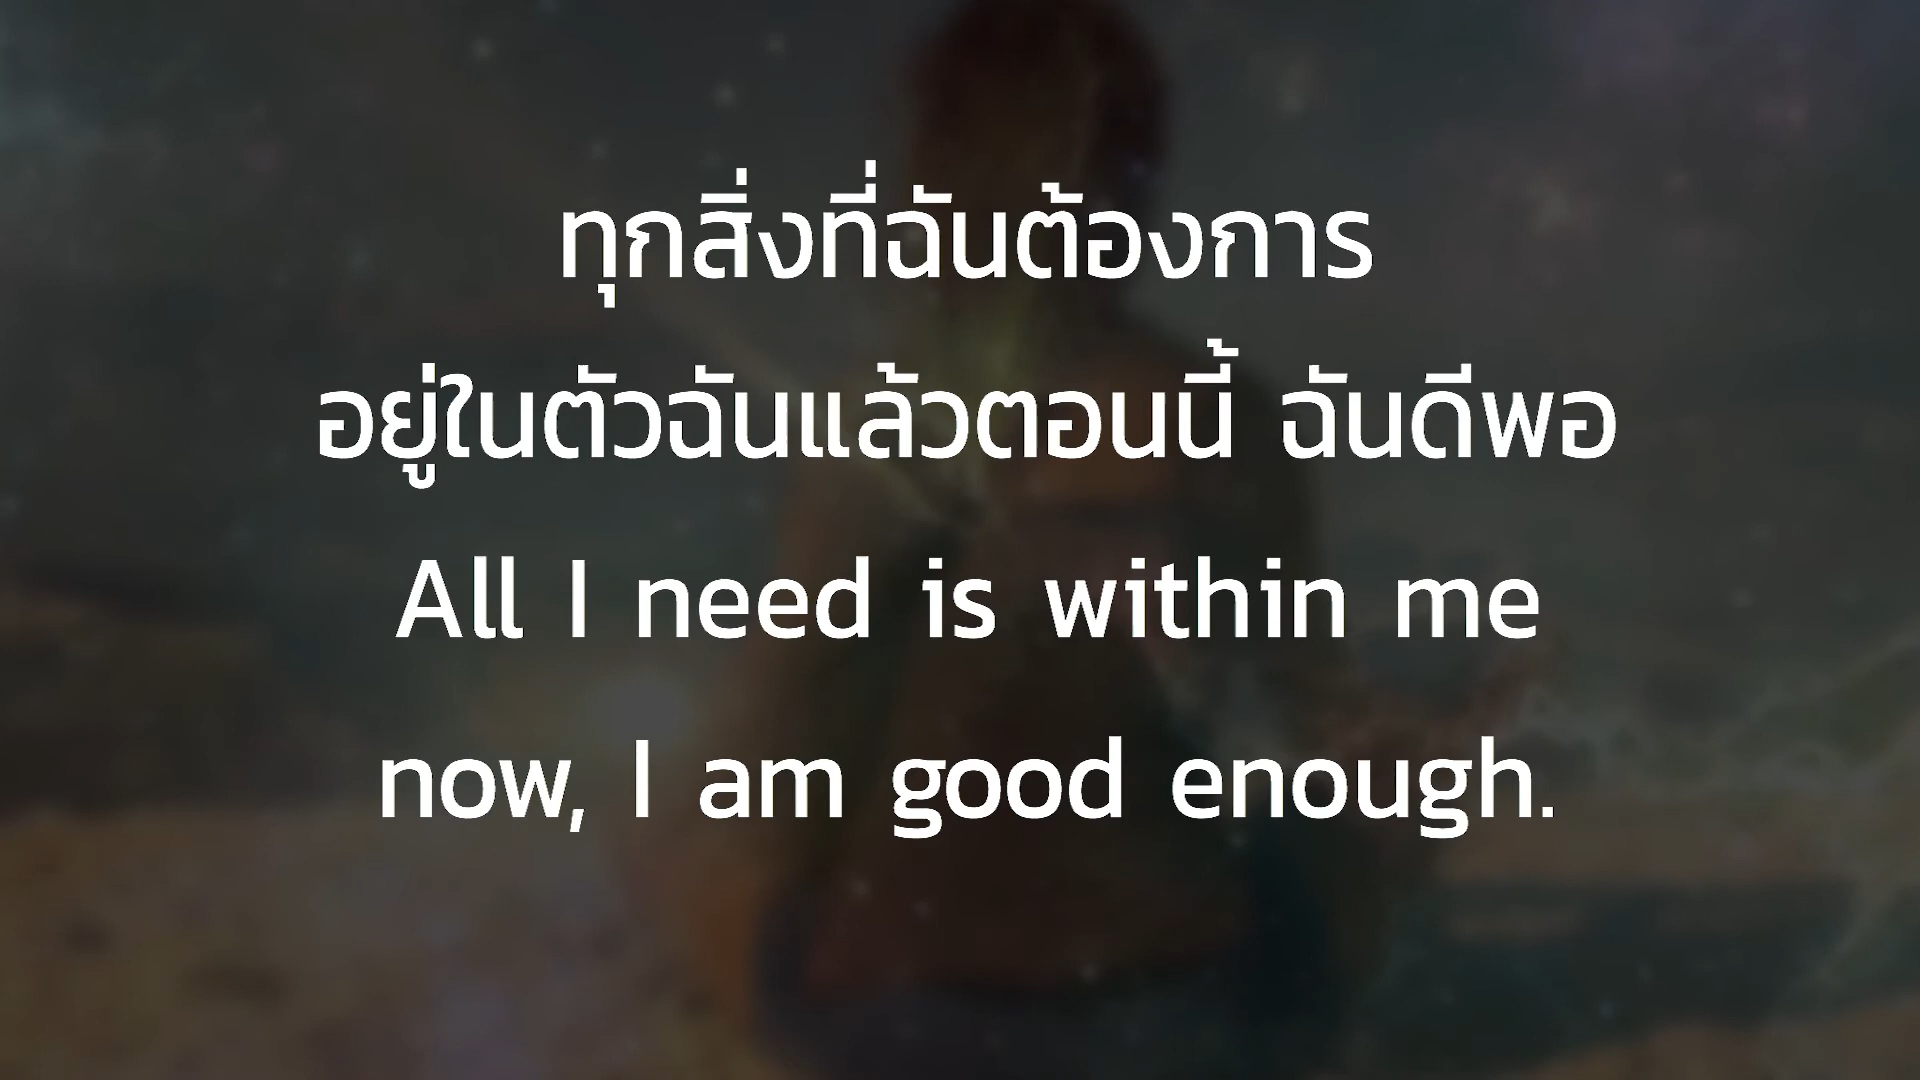 ทุกสิ่งที่ฉันต้องการ
อยู่ในตัวฉันแล้วตอนนี้ ฉันดีพอ
All I need is within me
now, I am good enough.